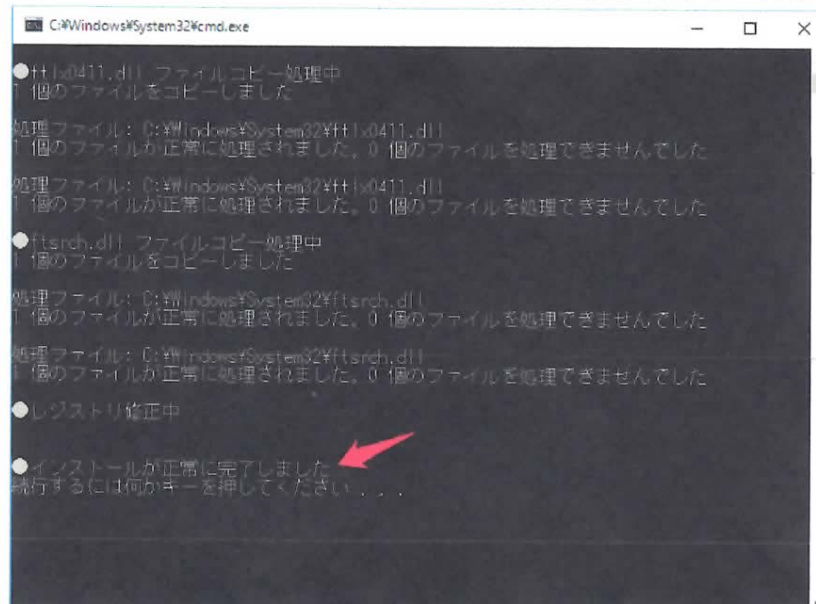 C:¥Windows¥System32¥cmd.exe
●ftlx0411.dll ファイルコピー処理中
1 個のファイルをコピーしました
処理ファイル: C:¥Windows¥System32¥ftlx0411.dll
1 個のファイルが正常に処理されました。0 個のファイルを処理できませんでした
処理ファイル: C:¥Windows¥System32¥ftlx0411.dll
1 個のファイルが正常に処理されました。0 個のファイルを処理できませんでした
●ftsrch.dll ファイルコピー処理中
1 個のファイルをコピーしました
処理ファイル: C:¥Windows¥System32¥ftsrch.dll
1 個のファイルが正常に処理されました。0 個のファイルを処理できませんでした
処理ファイル: C:¥Windows¥System32¥ftsrch.dll
1 個のファイルが正常に処理されました。0 個のファイルを処理できませんでした
●レジストリ修正中
●インストールが正常に完了しました
続行するには何かキーを押してください . . .